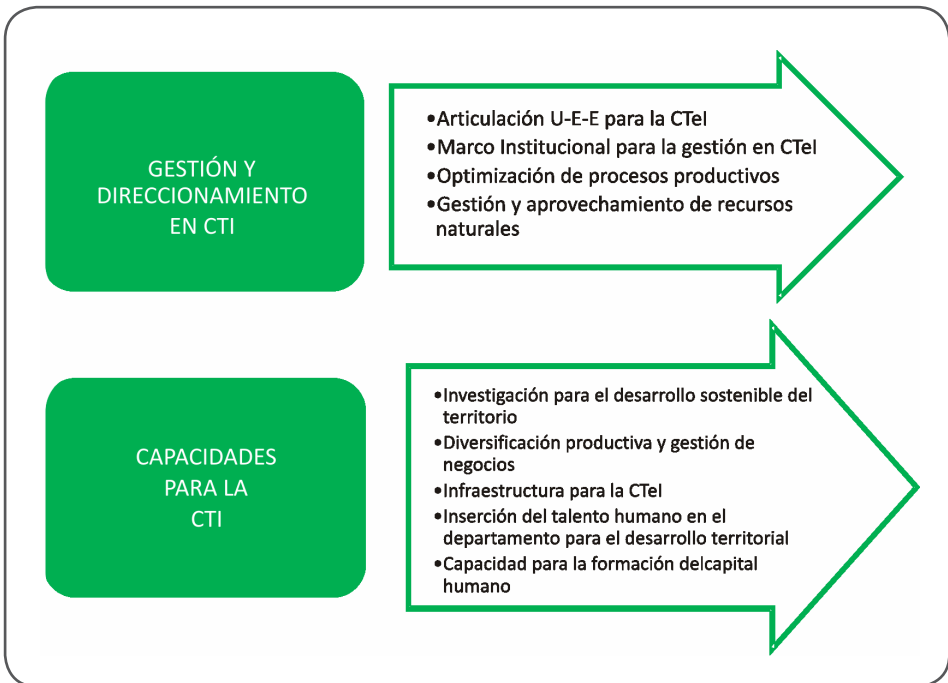 GESTIÓN Y
DIRECCIONAMIENTO
EN CTI
•Articulación U-E-E para la CTeI
•Marco Institucional para la gestión en CTeI
•Optimización de procesos productivos
•Gestión y aprovechamiento de recursos
naturales
CAPACIDADES
PARA LA
CTI
•Investigación para el desarrollo sostenible del
territorio
•Diversificación productiva y gestión de
negocios
•Infraestructura para la CTeI
•Inserción del talento humano en el
departamento para el desarrollo territorial
•Capacidad para la formación delcapital
humano